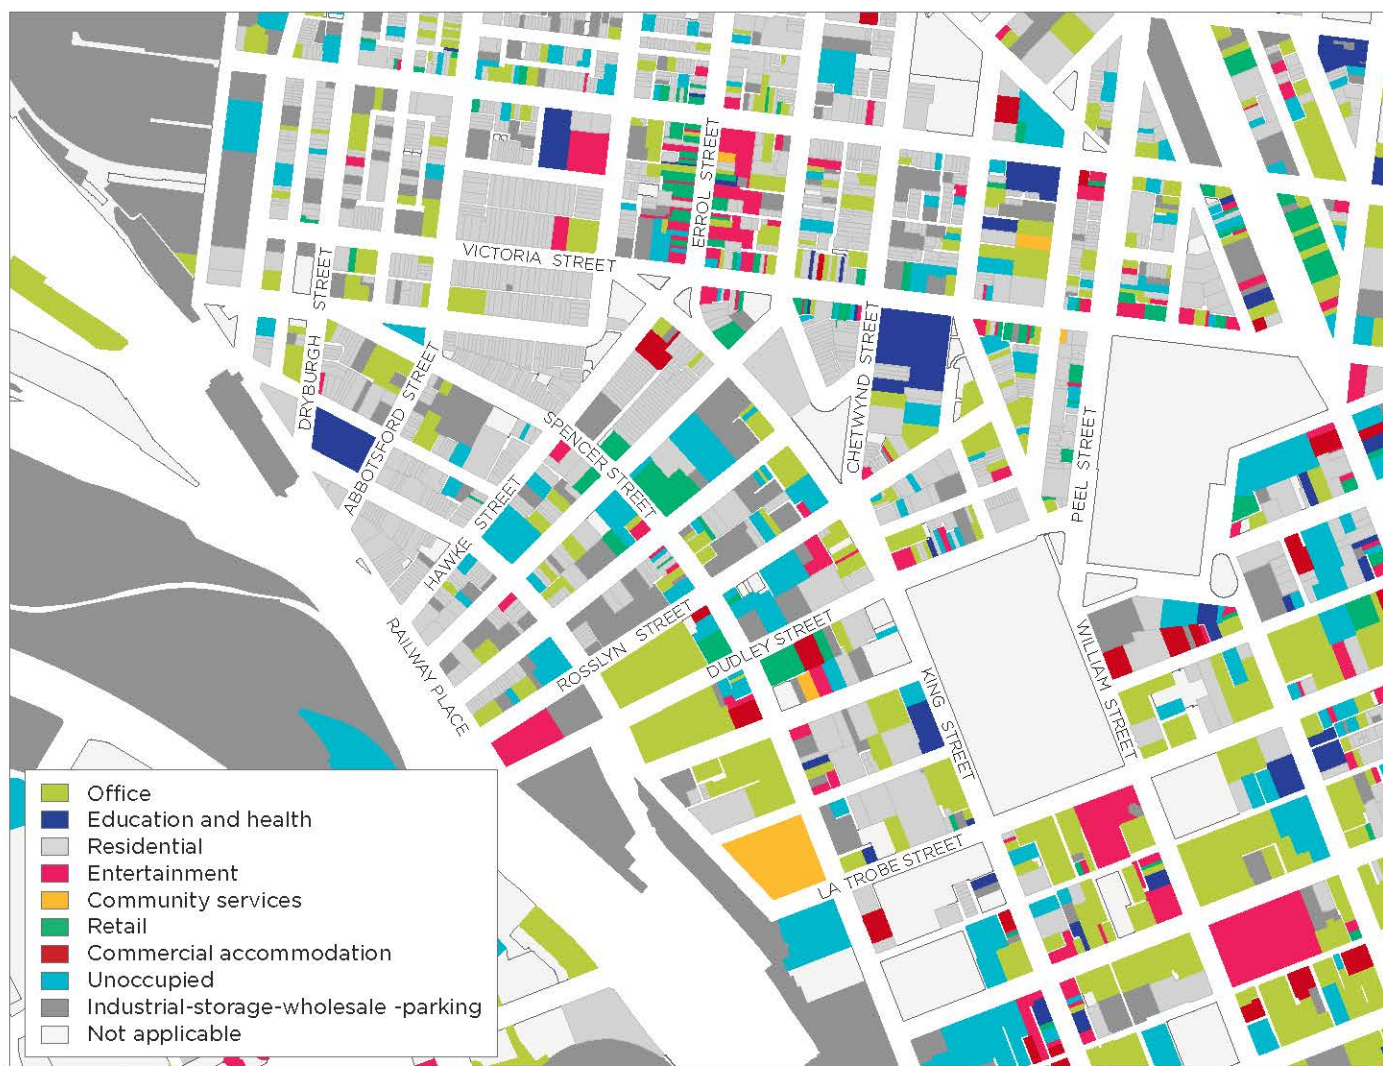 ERROL STREET
VICTORIA STREET
DRYBURGH STREET
ABBOTSFORD STREET
CHETWYND STREET
SPENCER STREET
PEEL STREET
HAWKE STREET
RAILWAY PLACE
ROSSLYN STREET
DUDLEY STREET
KING STREET
WILLIAM STREET
LA TROBE STREET
Office
Education and health
Residential
Entertainment
Community services
Retail
Commercial accommodation
Unoccupied
Industrial-storage-wholesale -parking
Not applicable